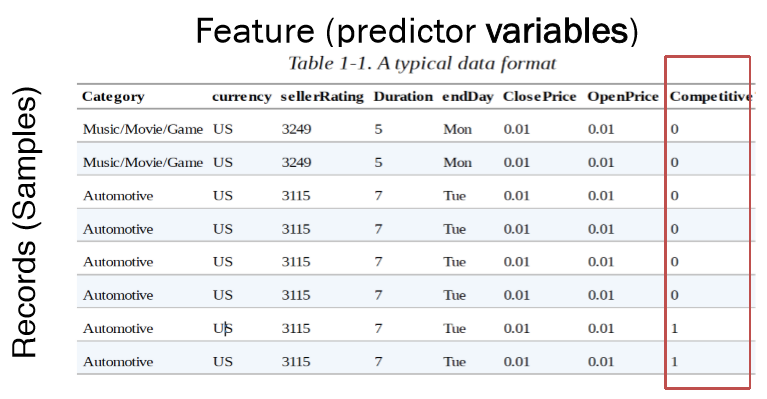 Feature (predictor variables)
Table 1-1. A typical data format
Records (Samples)
Category currency sellerRating Duration endDay ClosePrice OpenPrice Competitive
Music/Movie/Game US 3249 5 Mon 0.01 0.01 0
Music/Movie/Game US 3249 5 Mon 0.01 0.01 0
Automotive US 3115 7 Tue 0.01 0.01 0
Automotive US 3115 7 Tue 0.01 0.01 0
Automotive US 3115 7 Tue 0.01 0.01 0
Automotive US 3115 7 Tue 0.01 0.01 0
Automotive US 3115 7 Tue 0.01 0.01 1
Automotive US 3115 7 Tue 0.01 0.01 1